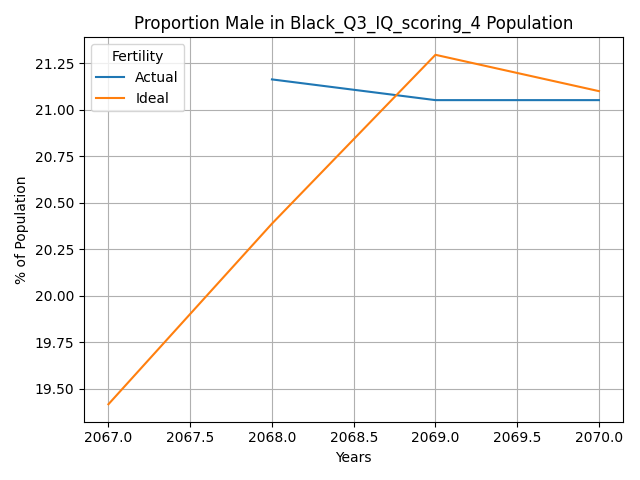 Proportion Male in Black_Q3_IQ_scoring_4 Population
Fertility
Actual
Ideal
% of Population
21.25
21.00
20.75
20.50
20.25
20.00
19.75
19.50
2067.0 2067.5 2068.0 2068.5 2069.0 2069.5 2070.0
Years